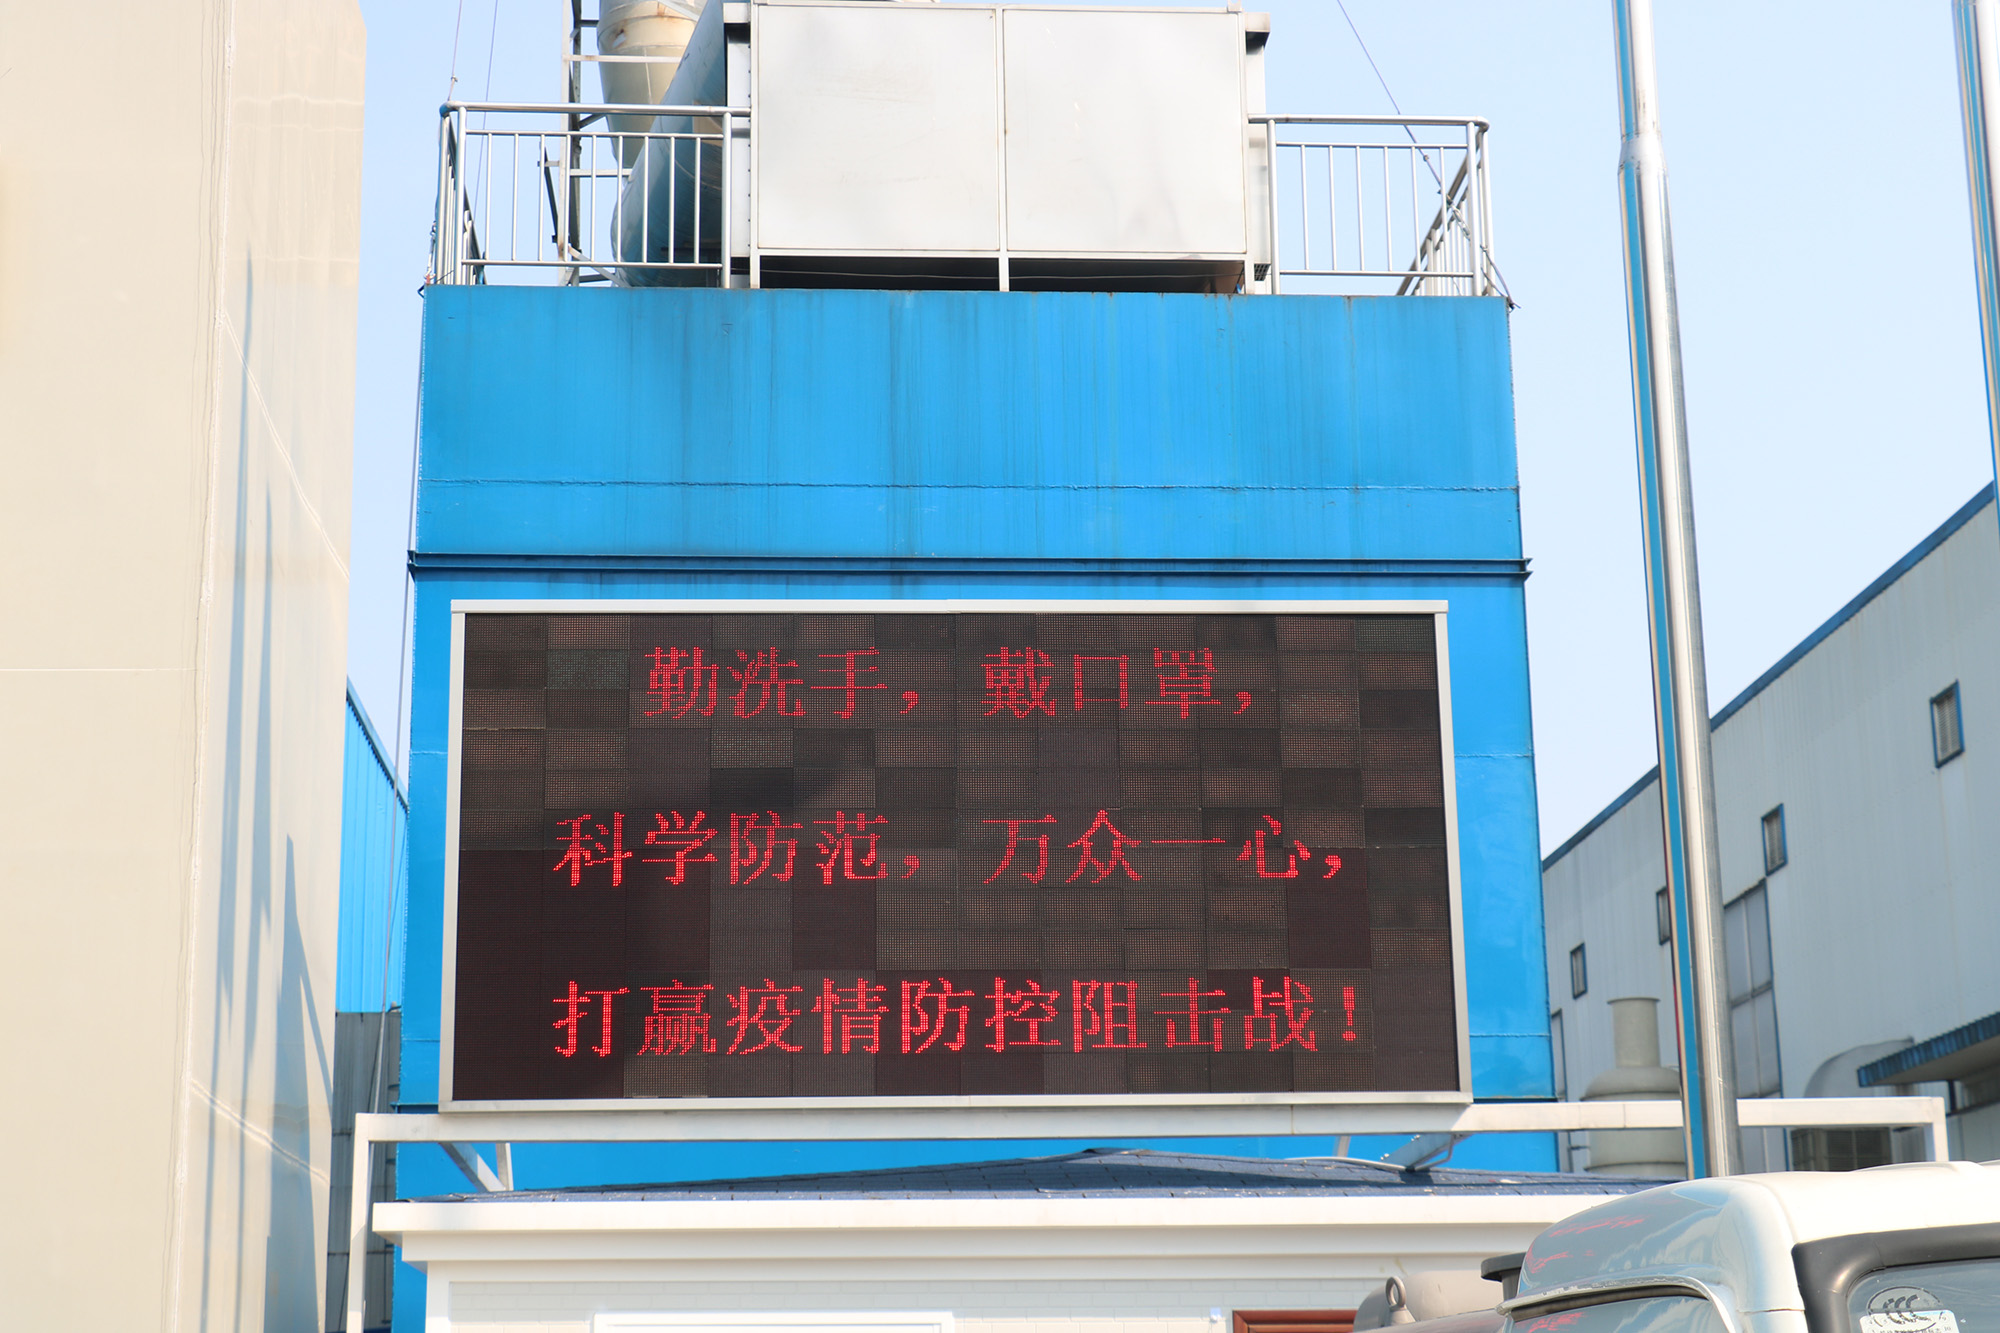 勤洗手，戴口罩，
科学防范，万众一心，
打赢疫情防控阻击战！